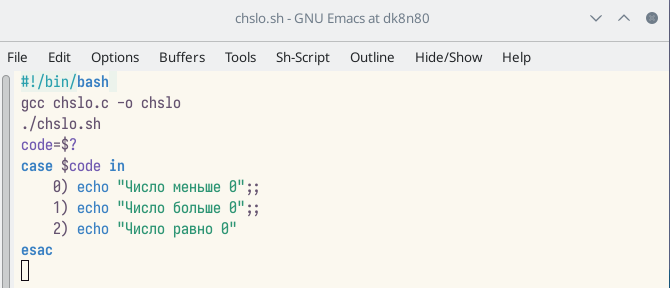 chslo.sh - GNU Emacs at dk8n80
File Edit Options Buffers Tools Sh-Script Outline Hide/Show Help
#!/bin/bash
gcc chslo.c -o chslo
./chslo.sh
code=$?
case $code in
    0) echo "Число меньше 0";;
    1) echo "Число больше 0";;
    2) echo "Число равно 0"
esac